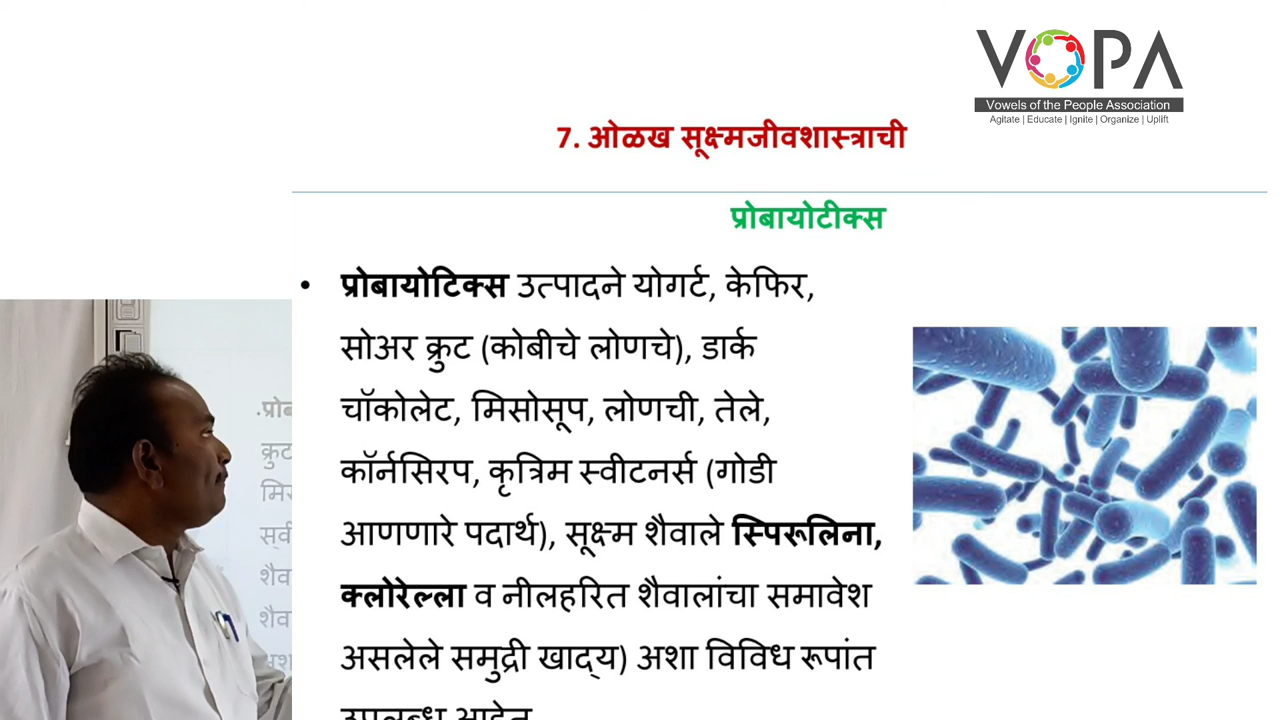 VOPA
Vowels of the People Association
Agitate | Educate | Ignite | Organize | Uplift
7. ओळख सूक्ष्मजीवशास्त्राची
प्रोबायोटीक्स
• प्रोबायोटिक्स उत्पादने योगर्ट, केफिर,
सोअर क्रुट (कोबीचे लोणचे), डार्क
चॉकोलेट, मिसोसूप, लोणची, तेले,
कॉर्नसिरप, कृत्रिम स्वीटनर्स (गोडी
आणणारे पदार्थ), सूक्ष्म शैवाले स्पिरूलिना,
क्लोरेल्ला व नीलहरित शैवालांचा समावेश
असलेले समुद्री खाद्य) अशा विविध रूपांत